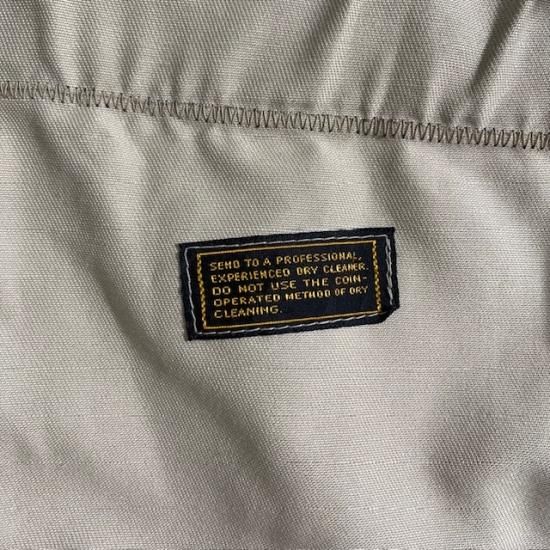 SEND TO A PROFESSIONAL,
EXPERIENCED DRY CLEANER.
DO NOT USE THE COIN-
OPERATED METHOD OF DRY
CLEANING.